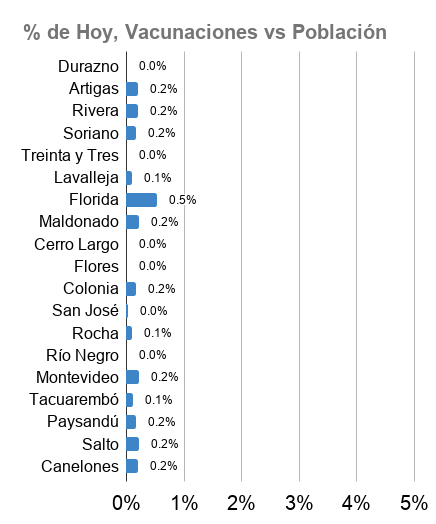 % de Hoy, Vacunaciones vs Población
Durazno 0.0%
Artigas 0.2%
Rivera 0.2%
Soriano 0.2%
Treinta y Tres 0.0%
Lavalleja 0.1%
Florida 0.5%
Maldonado 0.2%
Cerro Largo 0.0%
Flores 0.0%
Colonia 0.2%
San José 0.0%
Rocha 0.1%
Río Negro 0.0%
Montevideo 0.2%
Tacuarembó 0.1%
Paysandú 0.2%
Salto 0.2%
Canelones 0.2%
0% 1% 2% 3% 4% 5%